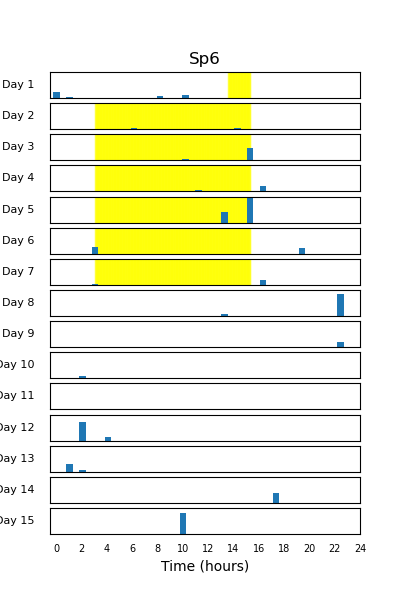 Sp6
Day 1
Day 2
Day 3
Day 4
Day 5
Day 6
Day 7
Day 8
Day 9
Day 10
Day 11
Day 12
Day 13
Day 14
Day 15
0 2 4 6 8 10 12 14 16 18 20 22 24
Time (hours)